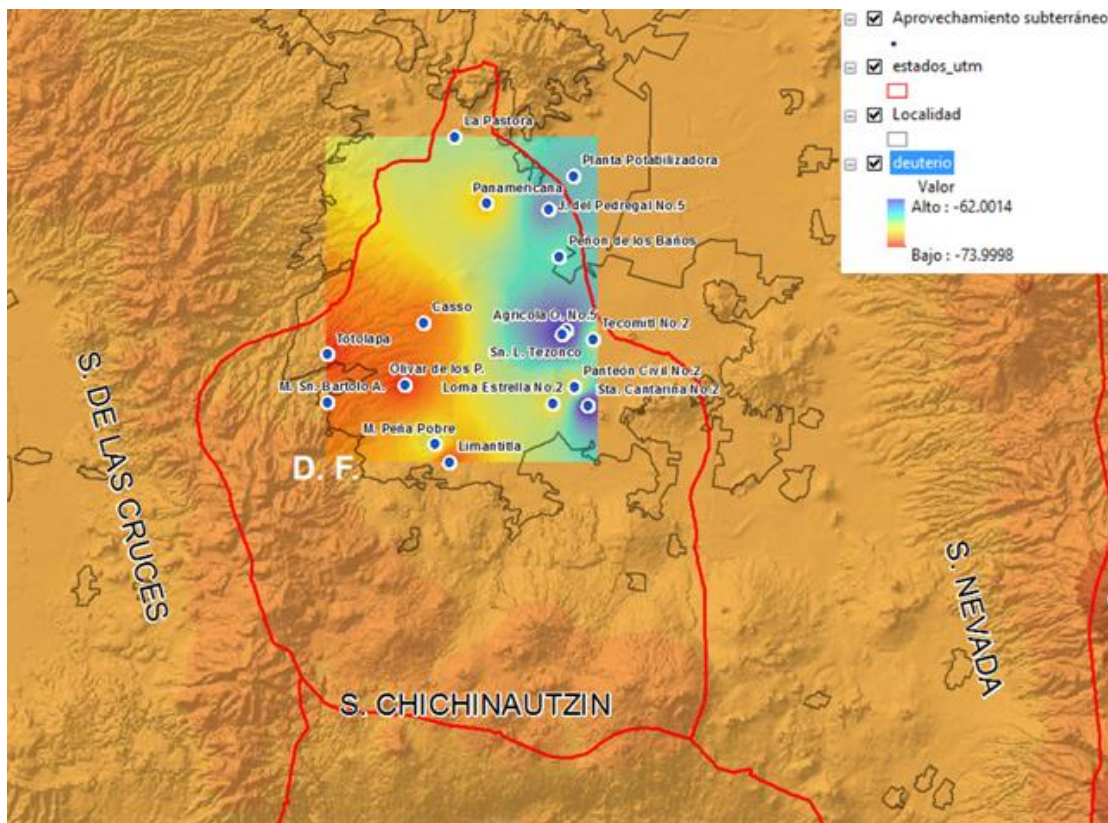 Aprovechamiento subterráneo
estados_utm
Localidad
deuterio
Valor
Alto : -62.0014
Bajo : -73.9998
La Pastora
Planta Potabilizadora
Panamericana
J. del Pedregal No.5
Peñon de los Baños
Casso
Agricola O. No.5
Tecomitl No.2
Totolapa
Sn. L. Tezonco
Olivar de los P.
Panteón Civil No.2
M. Sn. Bartolo A.
Loma Estrella No.2
Sta. Cantariña No.2
M. Peña Pobre
Limantitla
D. F.
S. DE LAS CRUCES
S. NEVADA
S. CHICHINAUTZIN